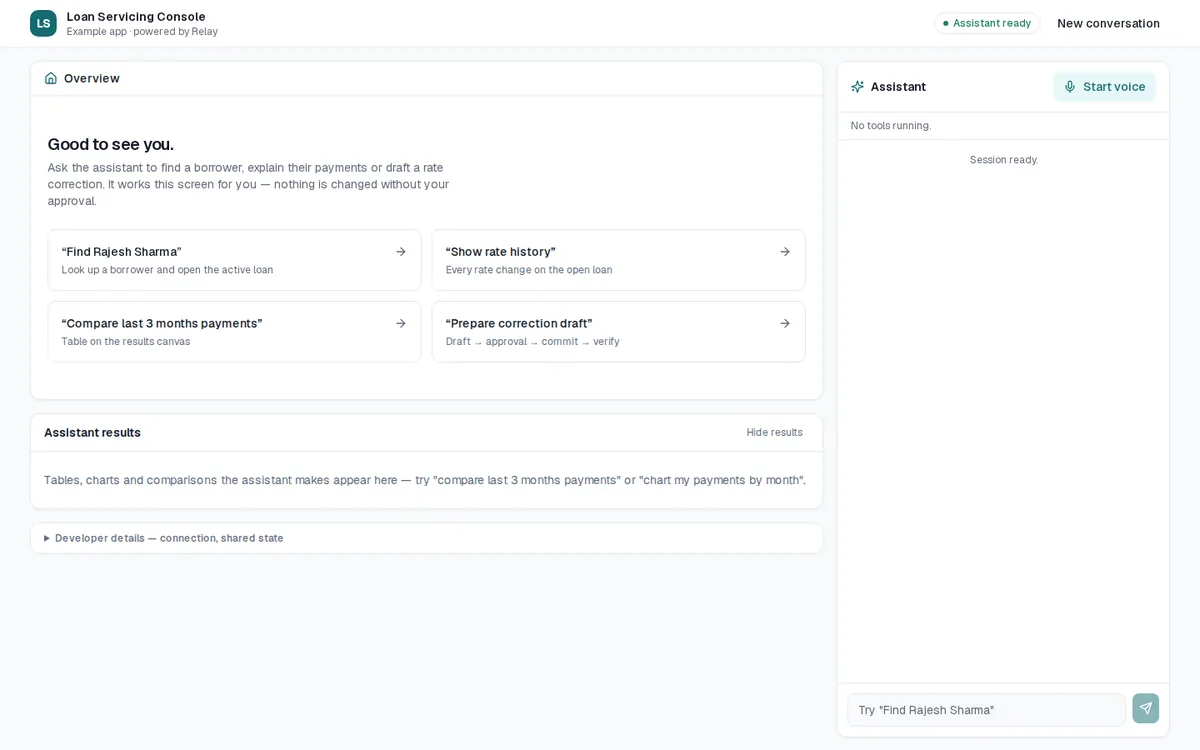 LS
Loan Servicing Console
Example app · powered by Relay
Assistant ready
New conversation
Overview
Good to see you.
Ask the assistant to find a borrower, explain their payments or draft a rate
correction. It works this screen for you — nothing is changed without your
approval.
“Find Rajesh Sharma”
Look up a borrower and open the active loan
“Show rate history”
Every rate change on the open loan
“Compare last 3 months payments”
Table on the results canvas
“Prepare correction draft”
Draft → approval → commit → verify
Assistant results
Hide results
Tables, charts and comparisons the assistant makes appear here — try "compare last 3 months payments" or "chart my payments by month".
Developer details — connection, shared state
Assistant
Start voice
No tools running.
Session ready.
Try "Find Rajesh Sharma"